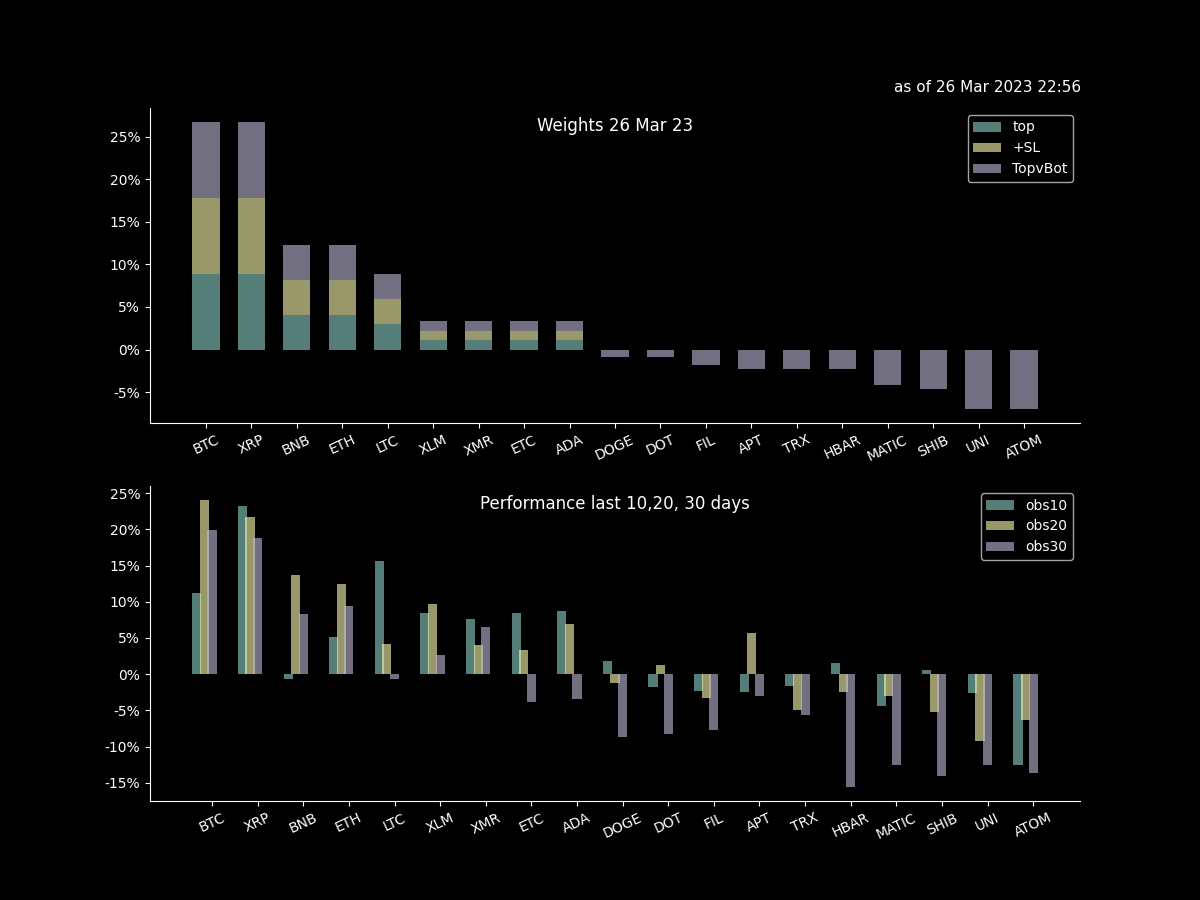 as of 26 Mar 2023 22:56
Weights 26 Mar 23
top
+SL
TopvBot
25%
20%
15%
10%
5%
0%
-5%
BTC XRP BNB ETH LTC XLM XMR ETC ADA DOGE DOT FIL APT TRX HBAR MATIC SHIB UNI ATOM
Performance last 10,20, 30 days
obs10
obs20
obs30
25%
20%
15%
10%
5%
0%
-5%
-10%
-15%
BTC XRP BNB ETH LTC XLM XMR ETC ADA DOGE DOT FIL APT TRX HBAR MATIC SHIB UNI ATOM